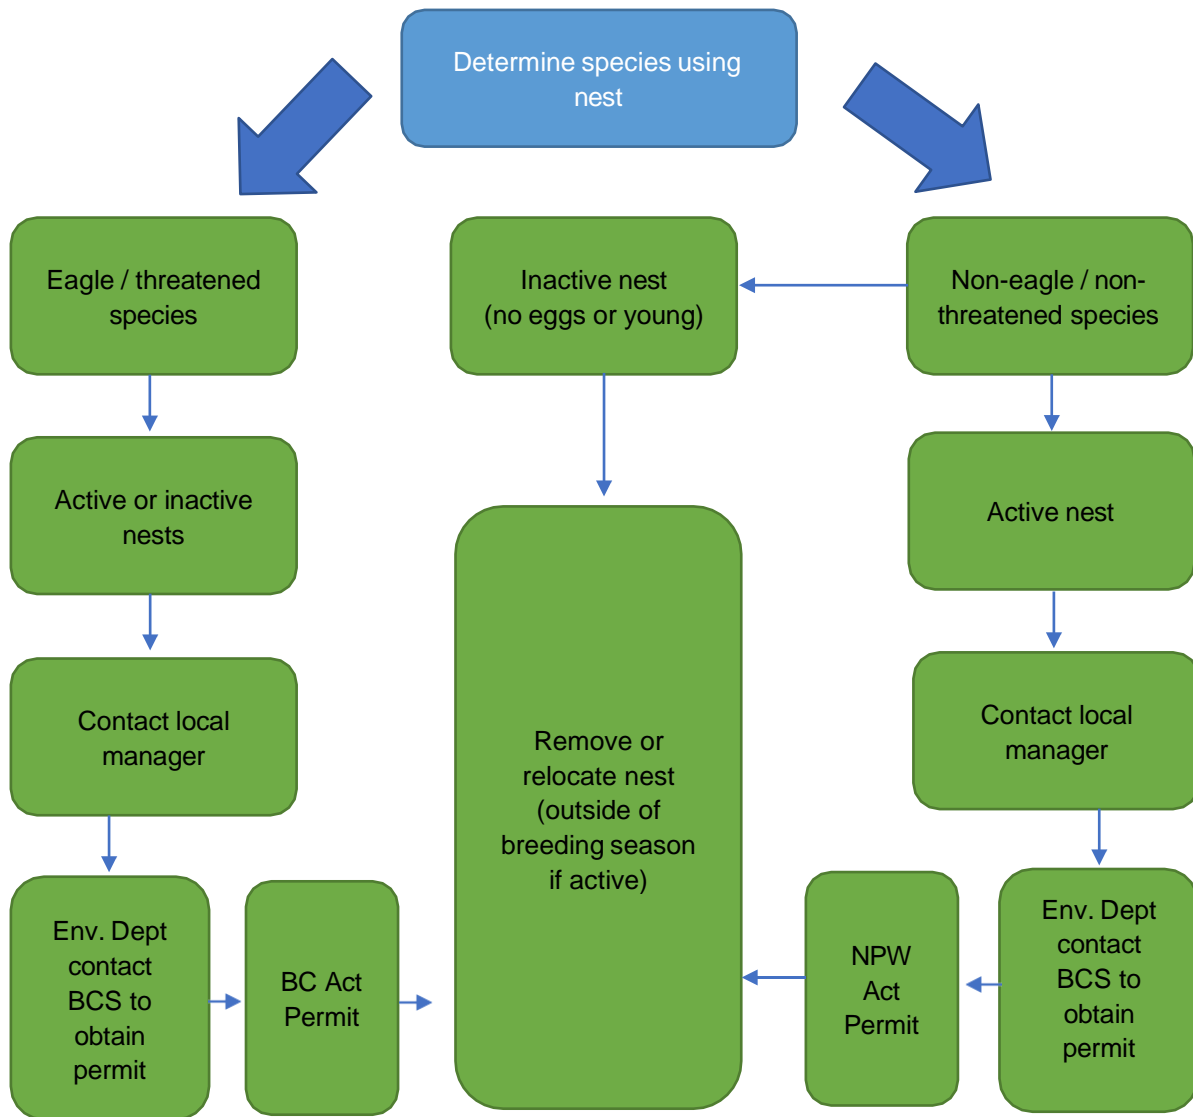 Determine species using
nest
Eagle / threatened
species
Inactive nest
(no eggs or young)
Non-eagle / non-
threatened species
Active or inactive
nests
Active nest
Contact local
manager
Remove or
relocate nest
(outside of
breeding season
if active)
Contact local
manager
Env. Dept
contact
BCS to
obtain
permit
BC Act
Permit
NPW
Act
Permit
Env. Dept
contact
BCS to
obtain
permit